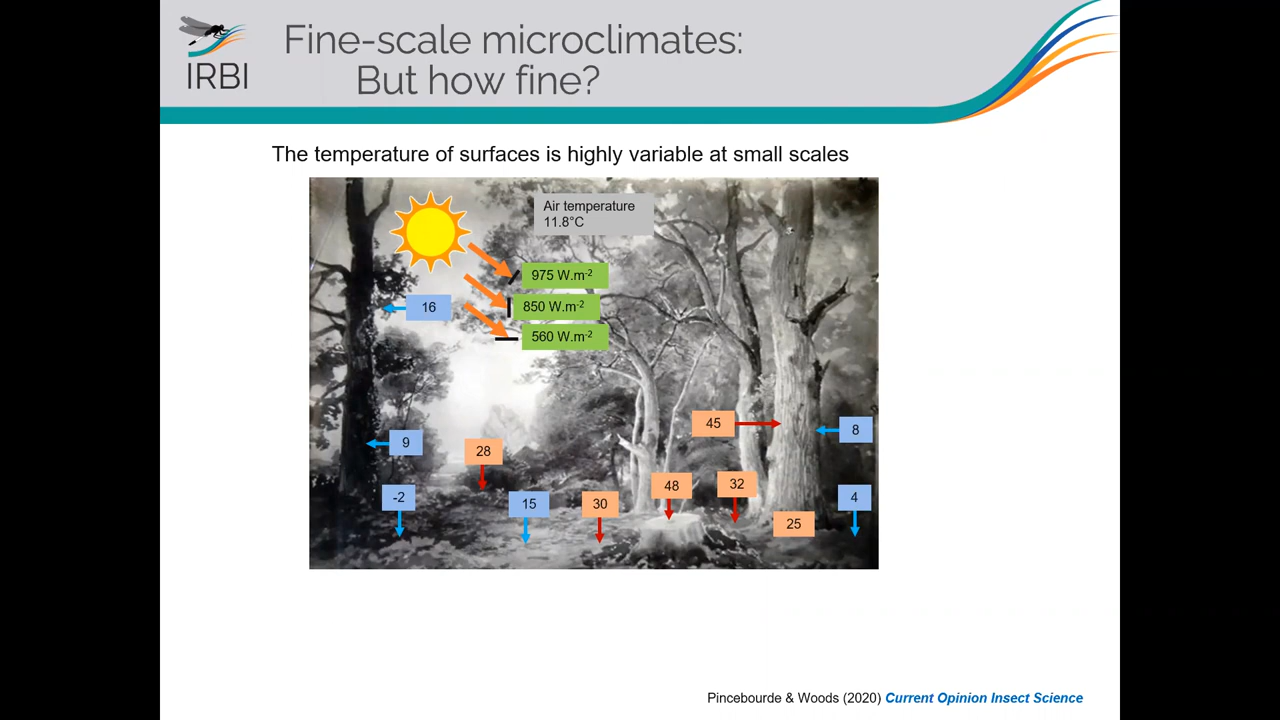 IRBI
Fine-scale microclimates:
But how fine?
The temperature of surfaces is highly variable at small scales
Air temperature
11.8°C
975 W.m-2
850 W.m-2
560 W.m-2
16
9
28
-2
15
30
48
45
32
25
8
4
Pincebourde & Woods (2020) Current Opinion Insect Science